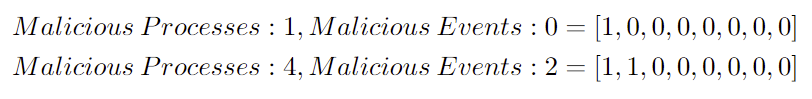 Malicious Processes : 1, Malicious Events : 0 = [1, 0, 0, 0, 0, 0, 0, 0]
Malicious Processes : 4, Malicious Events : 2 = [1, 1, 0, 0, 0, 0, 0, 0]